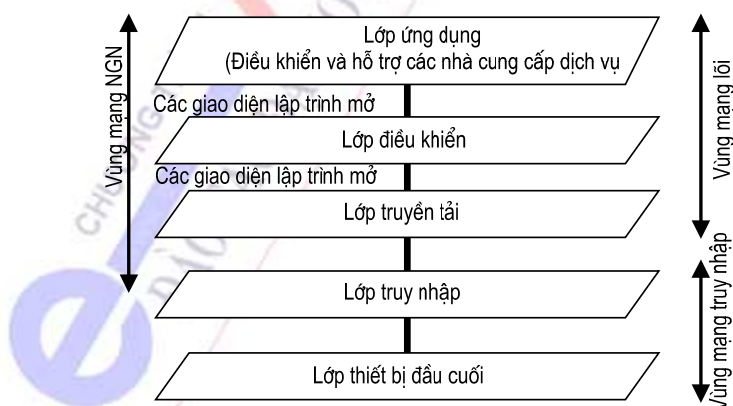 Lớp ứng dụng
(Điều khiển và hỗ trợ các nhà cung cấp dịch vụ
Các giao diện lập trình mở
Lớp điều khiển
Các giao diện lập trình mở
Lớp truyền tải
Lớp truy nhập
Lớp thiết bị đầu cuối
Vùng mạng NGN
Vùng mạng lõi
Vùng mạng truy nhập